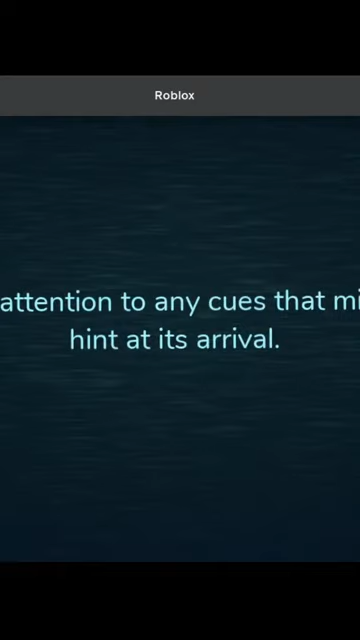 Roblox
attention to any cues that
hint at its arrival.